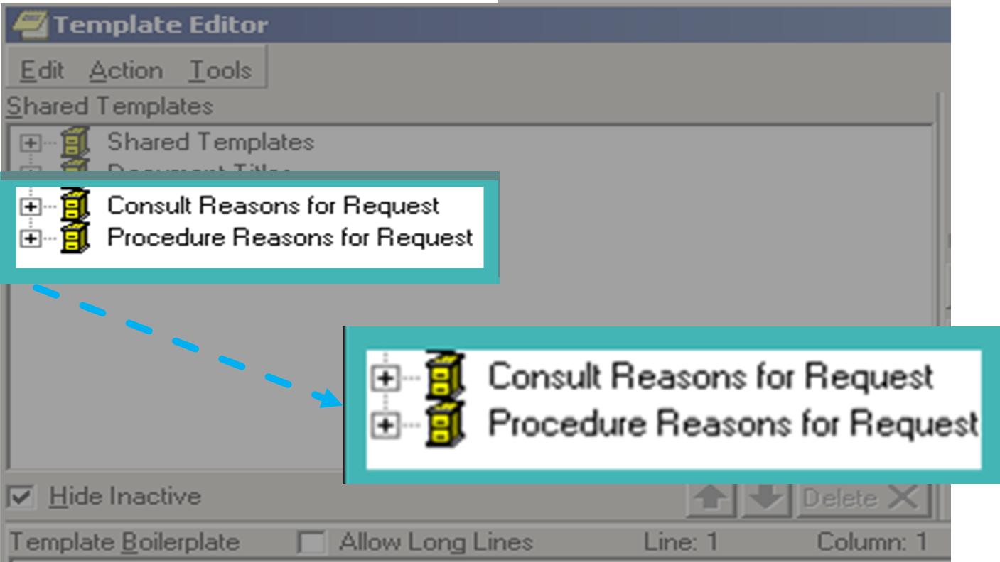 Template Editor
Edit Action Tools
Shared Templates
Shared Templates
Document Titles
Consult Reasons for Request
Procedure Reasons for Request
Consult Reasons for Request
Procedure Reasons for Request
Hide Inactive
Delete
Template Boilerplate Allow Long Lines Line: 1 Column: 1